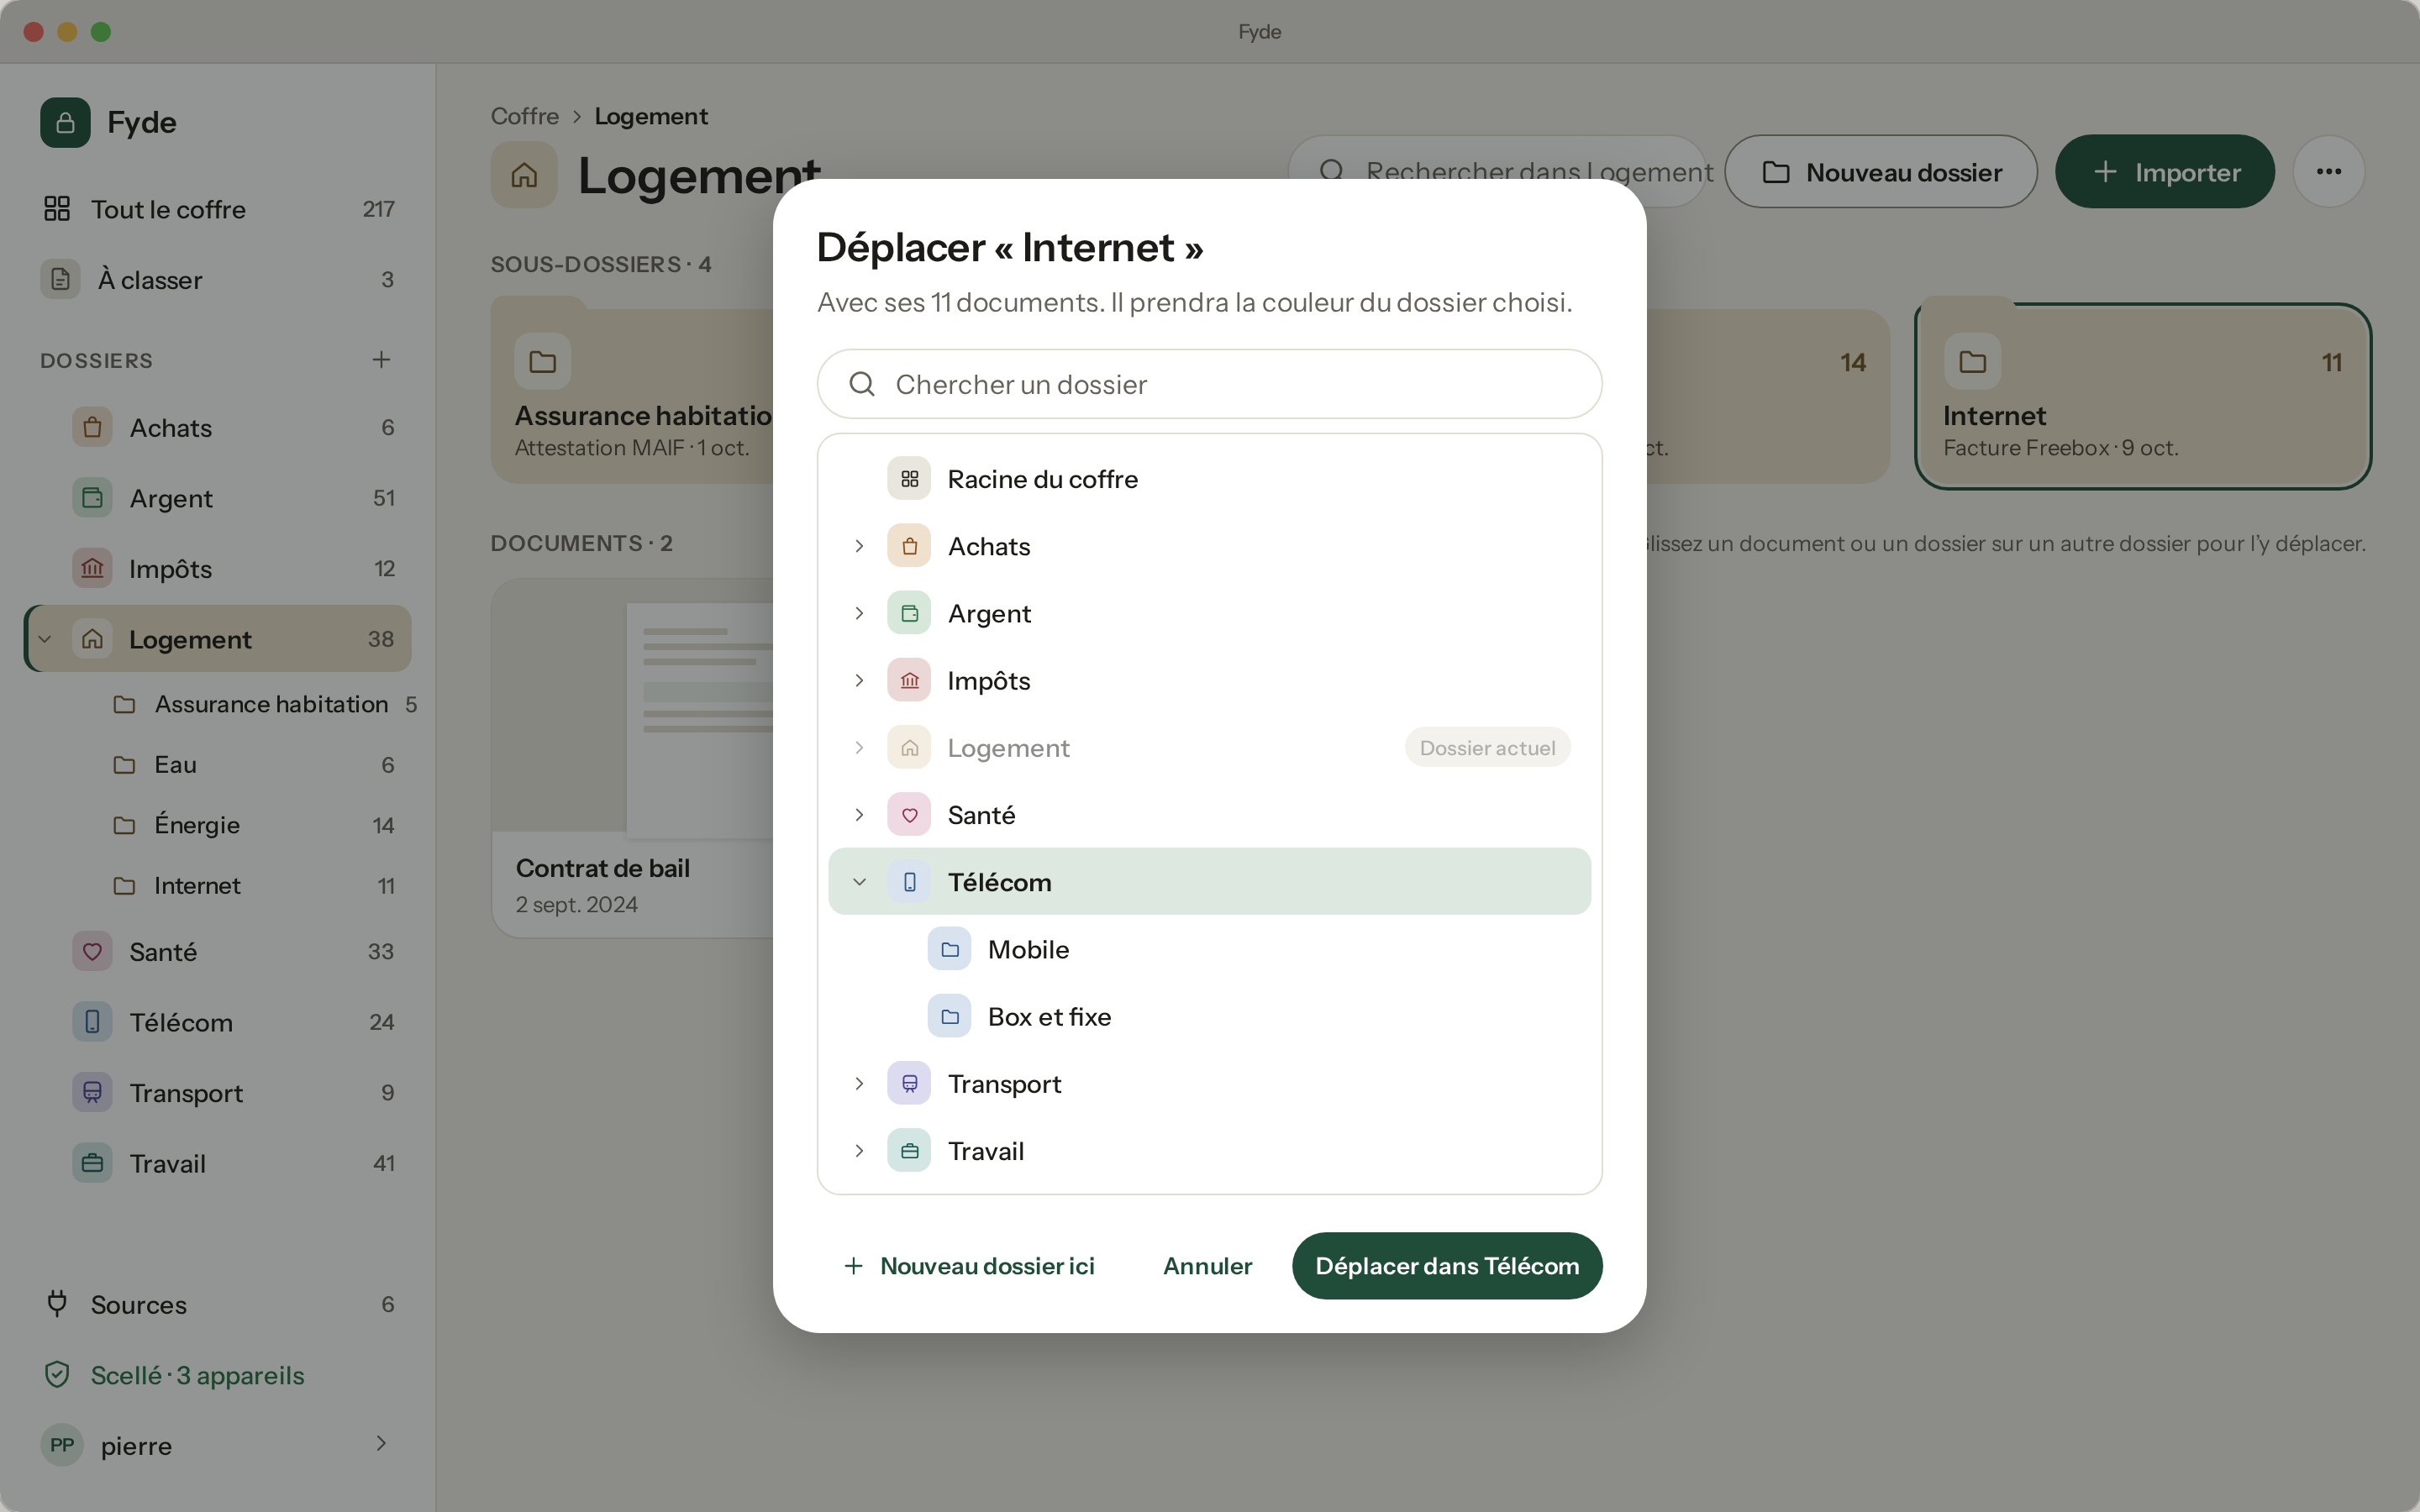 Fyde
Fyde
Tout le coffre 217
À classer 3
DOSSIERS
Achats 6
Argent 51
Impôts 12
Logement 38
Assurance habitation 5
Eau 6
Énergie 14
Internet 11
Santé 33
Télécom 24
Transport 9
Travail 41
Sources 6
Scellé · 3 appareils
PP pierre
Coffre > Logement
Logement
Rechercher dans Logement
Nouveau dossier
+ Importer
SOUS-DOSSIERS · 4
Assurance habitatio
Attestation MAIF · 1 oct.
14
ct.
11
Internet
Facture Freebox · 9 oct.
DOCUMENTS · 2
Glissez un document ou un dossier sur un autre dossier pour l’y déplacer.
Contrat de bail
2 sept. 2024
Déplacer « Internet »
Avec ses 11 documents. Il prendra la couleur du dossier choisi.
Chercher un dossier
Racine du coffre
Achats
Argent
Impôts
Logement Dossier actuel
Santé
Télécom
Mobile
Box et fixe
Transport
Travail
+ Nouveau dossier ici
Annuler
Déplacer dans Télécom